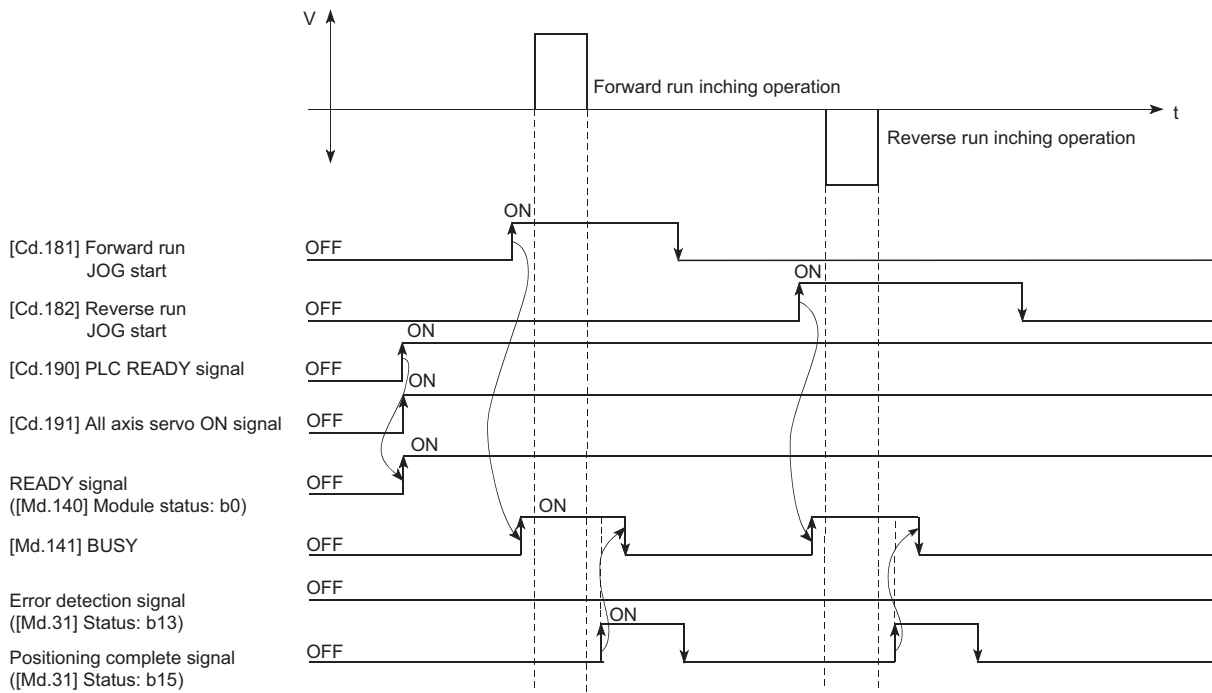 V
Forward run inching operation
t
Reverse run inching operation
ON
[Cd.181] Forward run
JOG start
OFF
ON
[Cd.182] Reverse run
JOG start
OFF
ON
[Cd.190] PLC READY signal
OFF
ON
[Cd.191] All axis servo ON signal
OFF
ON
READY signal
([Md.140] Module status: b0)
OFF
ON
[Md.141] BUSY
OFF
Error detection signal
([Md.31] Status: b13)
OFF
ON
Positioning complete signal
([Md.31] Status: b15)
OFF